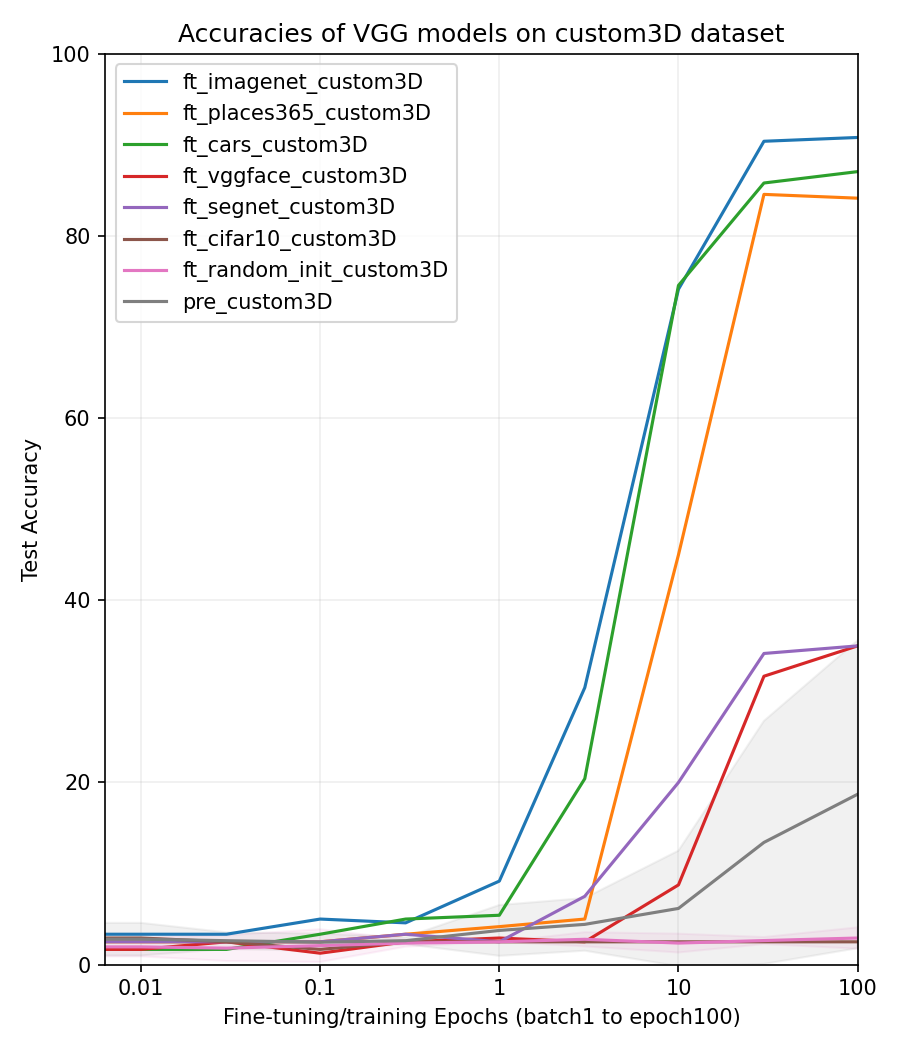 Accuracies of VGG models on custom3D dataset
100
80
60
40
20
0
Test Accuracy
ft_imagenet_custom3D
ft_places365_custom3D
ft_cars_custom3D
ft_vggface_custom3D
ft_segnet_custom3D
ft_cifar10_custom3D
ft_random_init_custom3D
pre_custom3D
0.01 0.1 1 10 100
Fine-tuning/training Epochs (batch1 to epoch100)